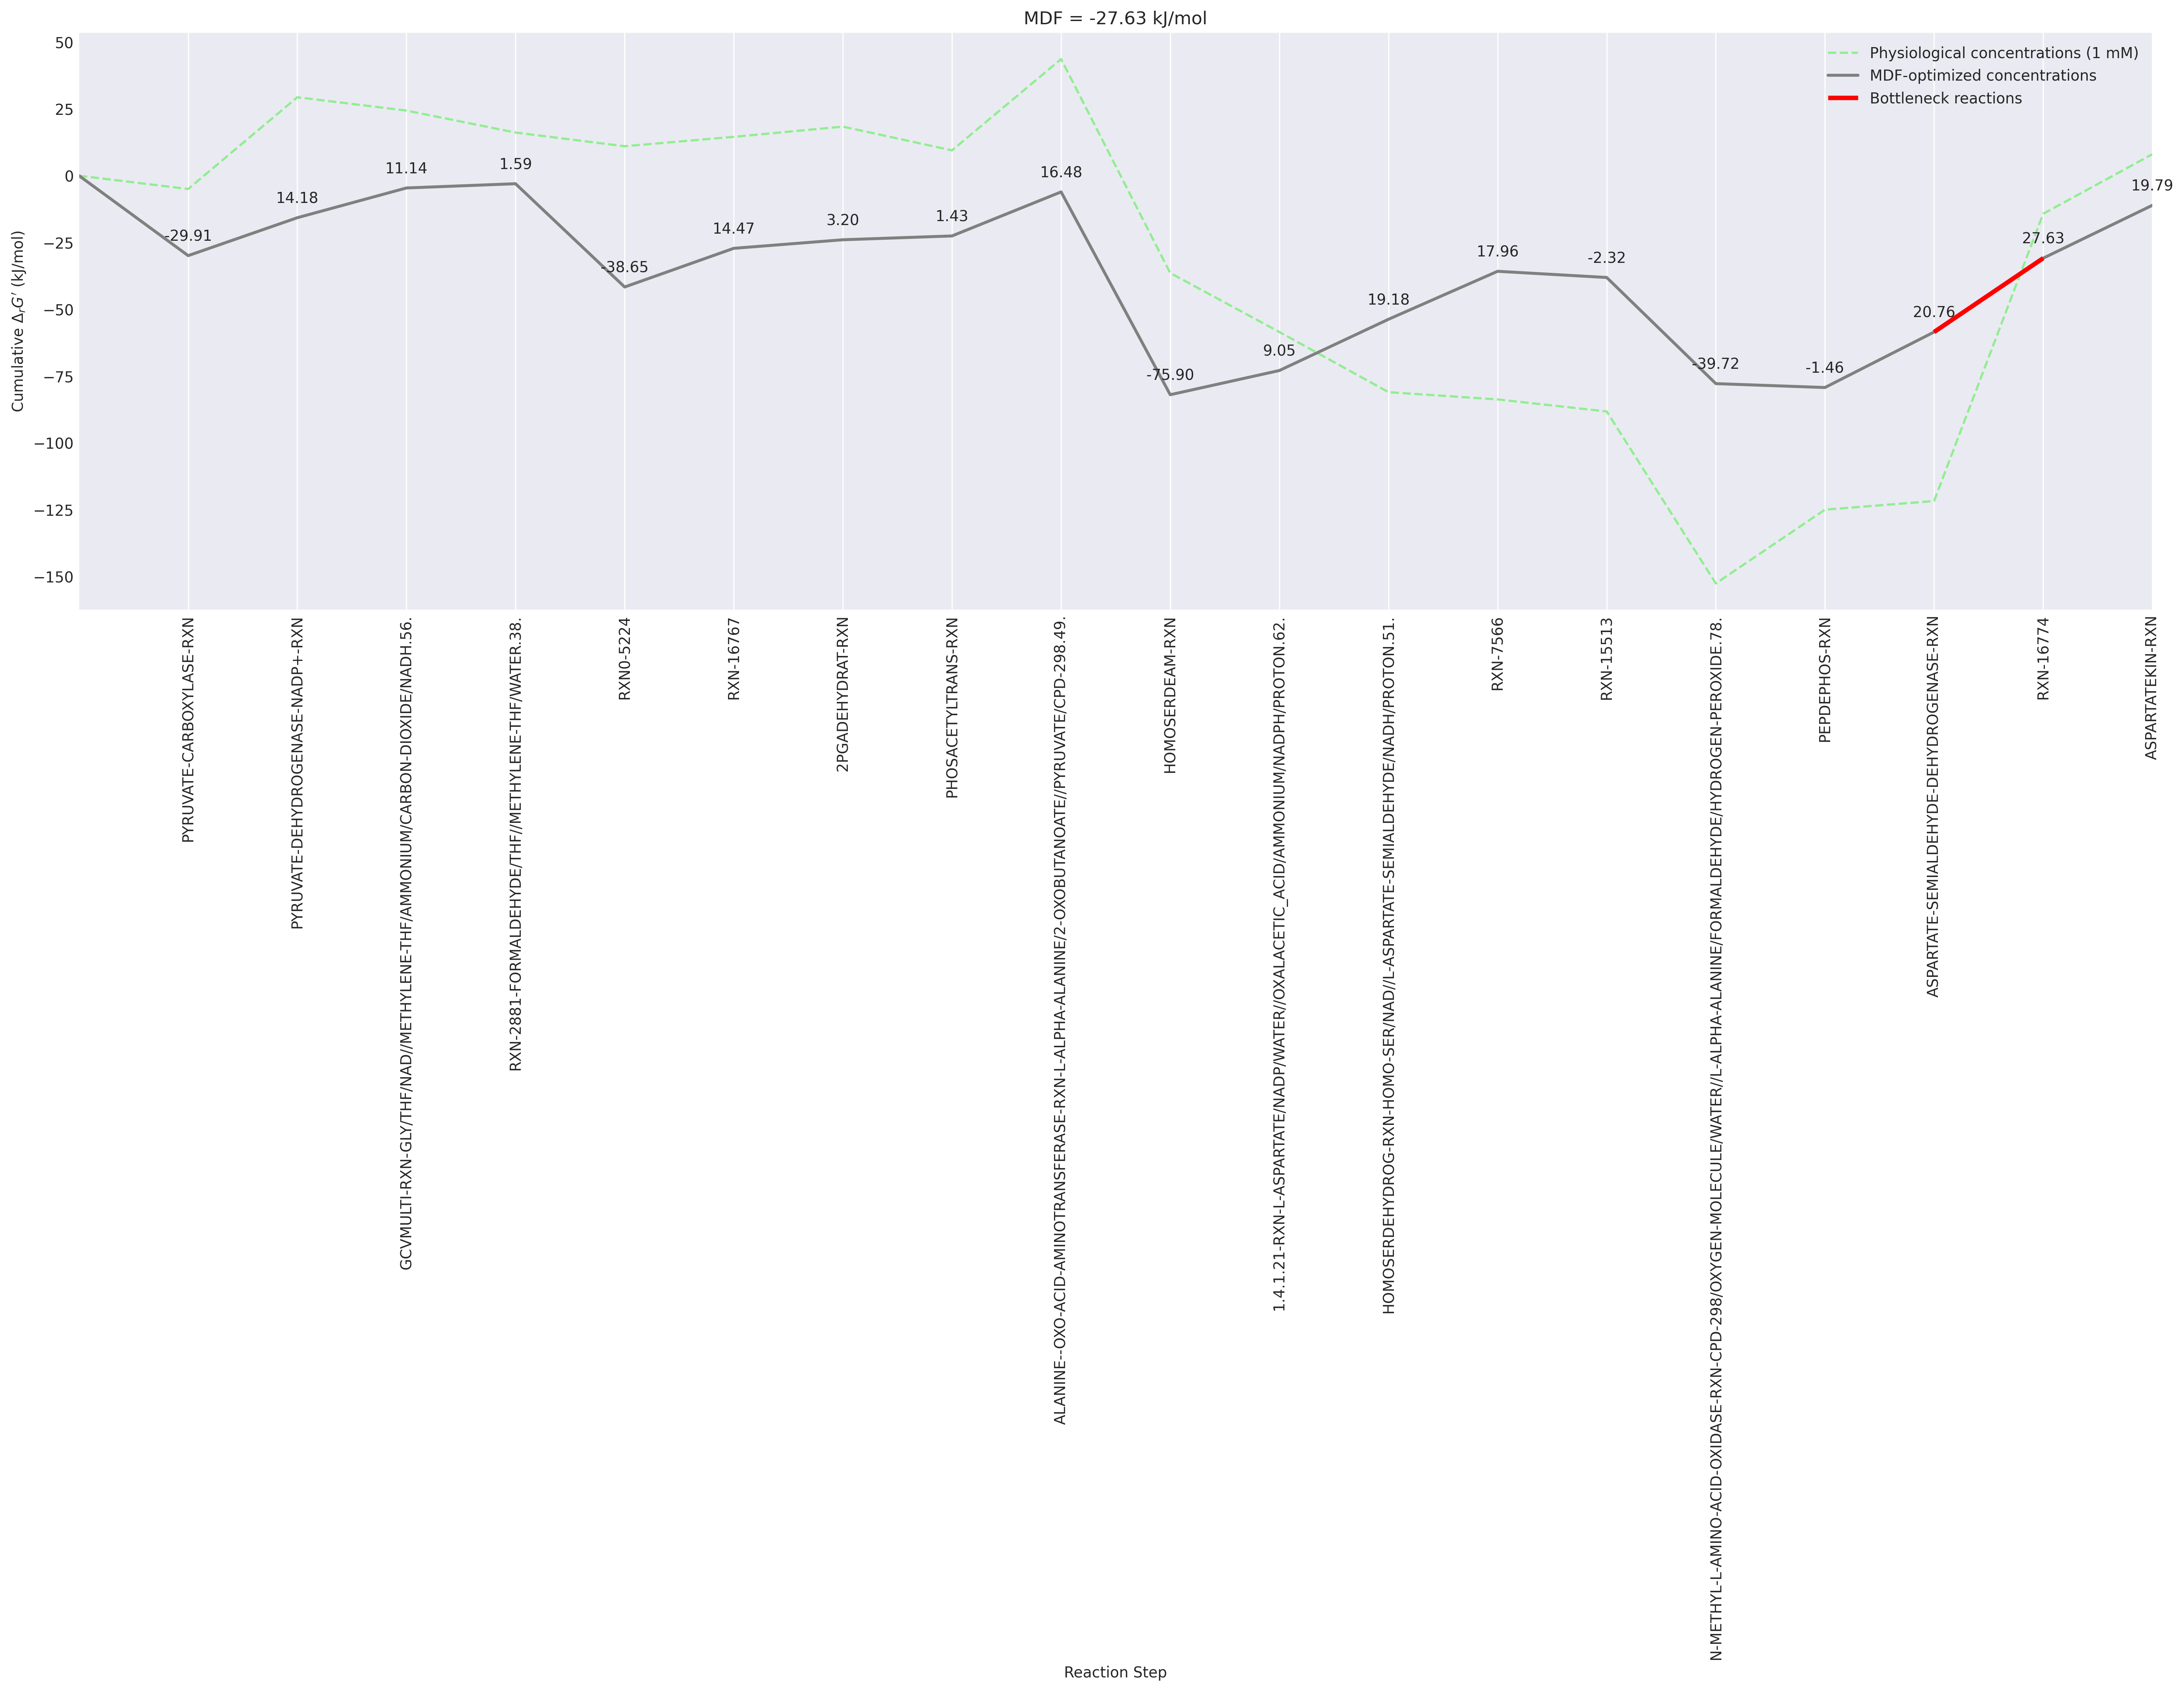 MDF = -27.63 kJ/mol
Physiological concentrations (1 mM)
MDF-optimized concentrations
Bottleneck reactions
Cumulative ΔrG′ (kJ/mol)
50
25
0
−25
−50
−75
−100
−125
−150
-29.91
14.18
11.14
1.59
-38.65
14.47
3.20
1.43
16.48
-75.90
9.05
19.18
17.96
-2.32
-39.72
-1.46
20.76
27.63
19.79
PYRUVATE-CARBOXYLASE-RXN
PYRUVATE-DEHYDROGENASE-NADP+-RXN
GCVMULTI-RXN-GLY/THF/NAD//METHYLENE-THF/AMMONIUM/CARBON-DIOXIDE/NADH.56.
RXN-2881-FORMALDEHYDE/THF//METHYLENE-THF/WATER.38.
RXN0-5224
RXN-16767
2PGADEHYDRAT-RXN
PHOSACETYLTRANS-RXN
ALANINE--OXO-ACID-AMINOTRANSFERASE-RXN-L-ALPHA-ALANINE/2-OXOBUTANOATE//PYRUVATE/CPD-298.49.
HOMOSERDEAM-RXN
1.4.1.21-RXN-L-ASPARTATE/NADP/WATER//OXALACETIC_ACID/AMMONIUM/NADPH/PROTON.62.
HOMOSERDEHYDROG-RXN-HOMO-SER/NAD//L-ASPARTATE-SEMIALDEHYDE/NADH/PROTON.51.
RXN-7566
RXN-15513
N-METHYL-L-AMINO-ACID-OXIDASE-RXN-CPD-298/OXYGEN-MOLECULE/WATER//L-ALPHA-ALANINE/FORMALDEHYDE/HYDROGEN-PEROXIDE.78.
PEPDEPHOS-RXN
ASPARTATE-SEMIALDEHYDE-DEHYDROGENASE-RXN
RXN-16774
ASPARTATEKIN-RXN
Reaction Step